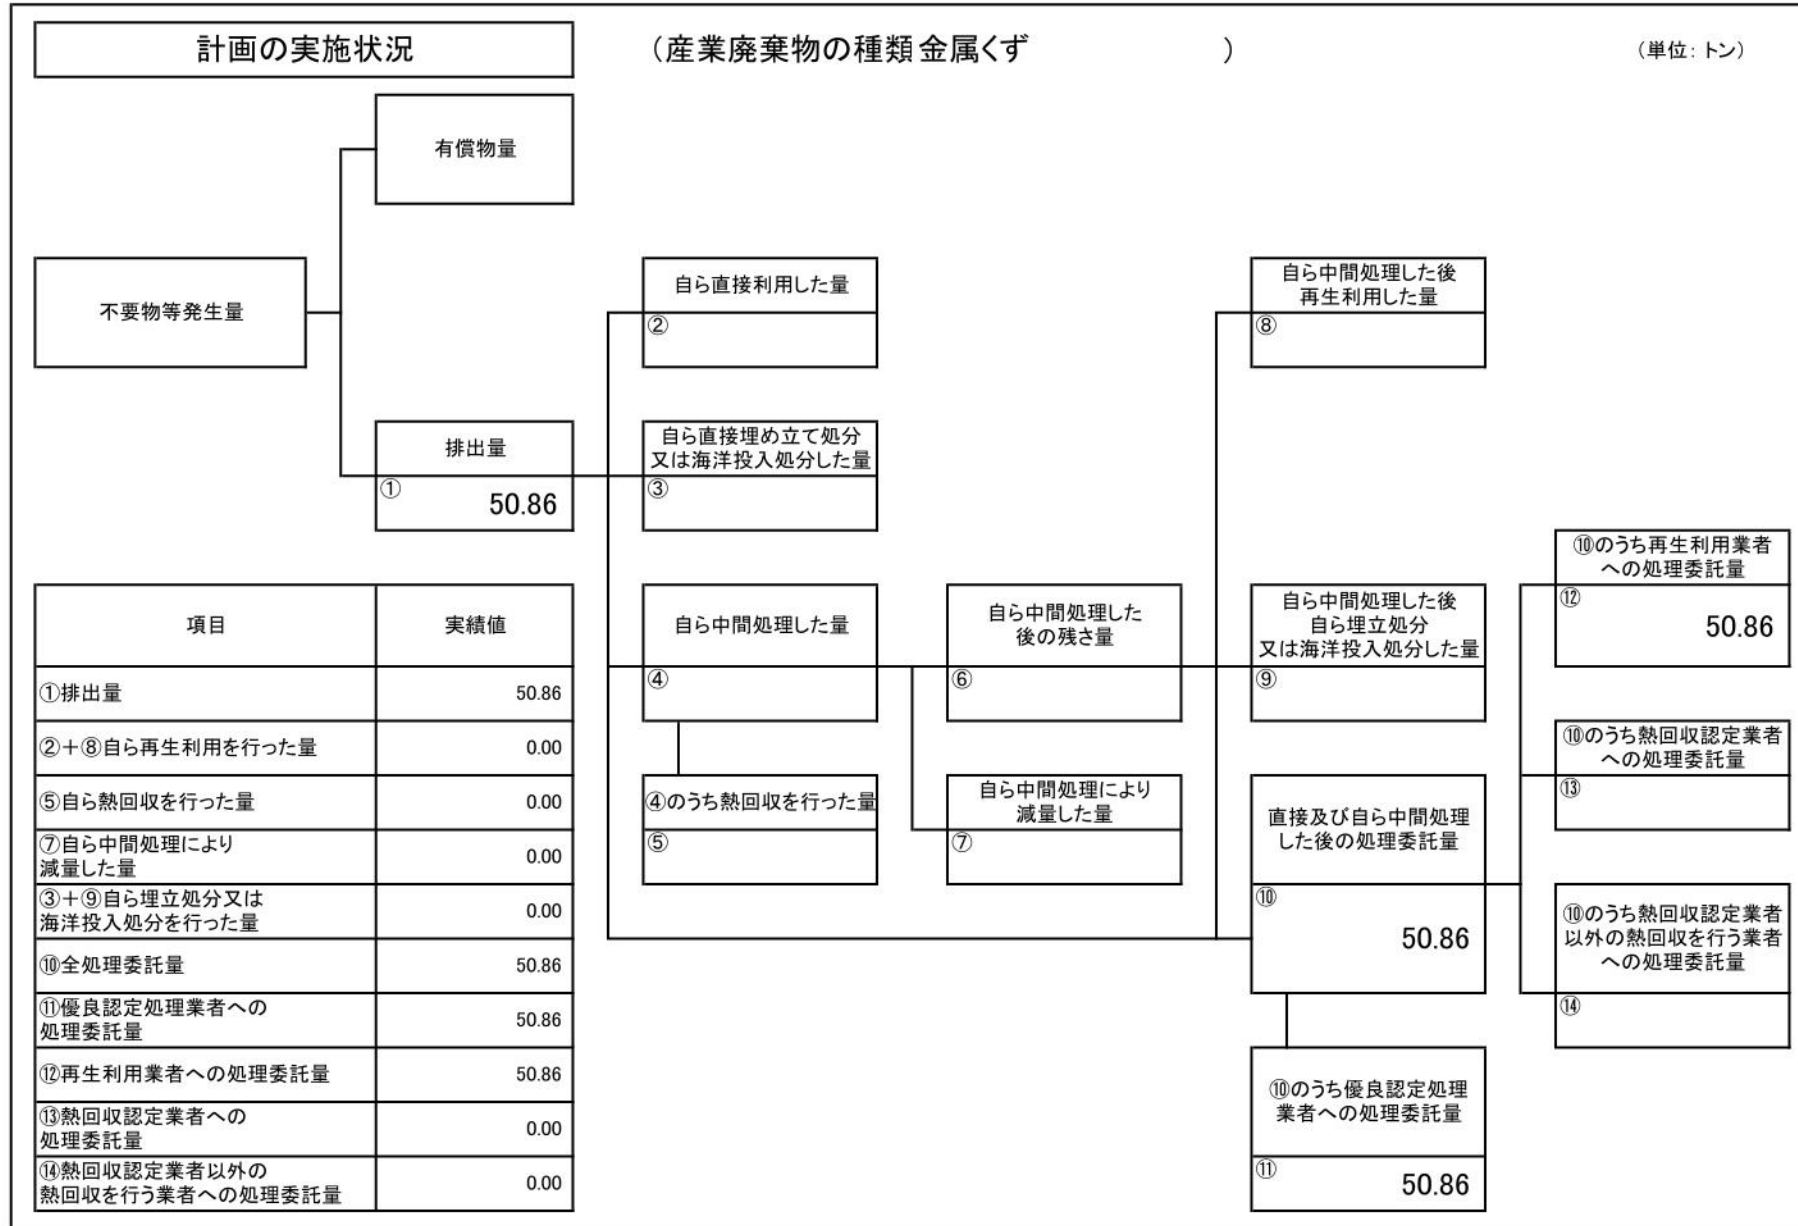 計画の実施状況
（産業廃棄物の種類 金属くず　　　　　　）
（単位：トン）
有償物量
不要物等発生量
自ら直接利用した量
②
自ら中間処理した後
再生利用した量
⑧
排出量
① 50.86
自ら直接埋め立て処分
又は海洋投入処分した量
③
⑩のうち再生利用業者
への処理委託量
⑫ 50.86
自ら中間処理した量
④
自ら中間処理した
後の残さ量
⑥
自ら中間処理した後
自ら埋立処分
又は海洋投入処分した量
⑨
⑩のうち熱回収認定業者
への処理委託量
⑬
④のうち熱回収を行った量
⑤
自ら中間処理により
減量した量
⑦
直接及び自ら中間処理
した後の処理委託量
⑩ 50.86
⑩のうち熱回収認定業者
以外の熱回収を行う業者
への処理委託量
⑭
⑩のうち優良認定処理
業者への処理委託量
⑪ 50.86
項目 実績値
①排出量 50.86
②＋⑧自ら再生利用を行った量 0.00
⑤自ら熱回収を行った量 0.00
⑦自ら中間処理により
減量した量 0.00
③＋⑨自ら埋立処分又は
海洋投入処分を行った量 0.00
⑩全処理委託量 50.86
⑪優良認定処理業者への
処理委託量 50.86
⑫再生利用業者への処理委託量 50.86
⑬熱回収認定業者への
処理委託量 0.00
⑭熱回収認定業者以外の
熱回収を行う業者への処理委託量 0.00